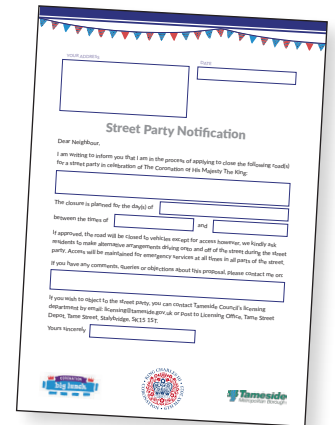 YOUR ADDRESS
DATE
Street Party Notification
Dear Neighbour,
I am writing to inform you that I am in the process of applying to close the following road(s)
for a street party in celebration of The Coronation of His Majesty The King:
The closure is planned for the day(s) of
between the times of
and
If approved, the road will be closed to vehicles except for access however, we kindly ask
residents to make alternative arrangements driving onto and off of the street during the street
party. Access will be maintained for emergency services at all times in all parts of the street.
If you have any comments, queries or objections about this proposal, Please contact me on
If you wish to object to the street party, you can contact Tameside Council's licensing
department by email: licensing@tameside.gov.uk or post to Licensing Office, Tame Street
Depot, Tame Street, Stalybridge, SK15 1ST.
Yours Sincerely
CORONATION
big lunch
Tameside
Metropolitan Borough